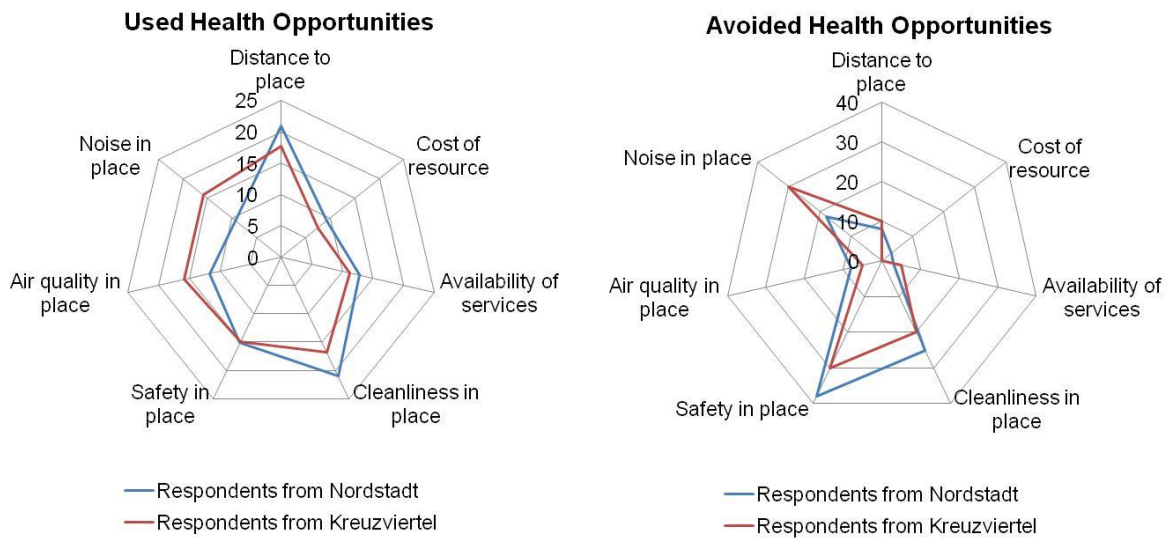 Used Health Opportunities
Distance to
place
25
20
15
10
5
0
Cost of
resource
Availability of
services
Cleanliness in
place
Safety in
place
Air quality in
place
Noise in
place
Respondents from Nordstadt
Respondents from Kreuzviertel
Avoided Health Opportunities
Distance to
place
40
30
20
10
0
Cost of
resource
Availability of
services
Cleanliness in
place
Safety in place
Air quality in
place
Noise in place
Respondents from Nordstadt
Respondents from Kreuzviertel